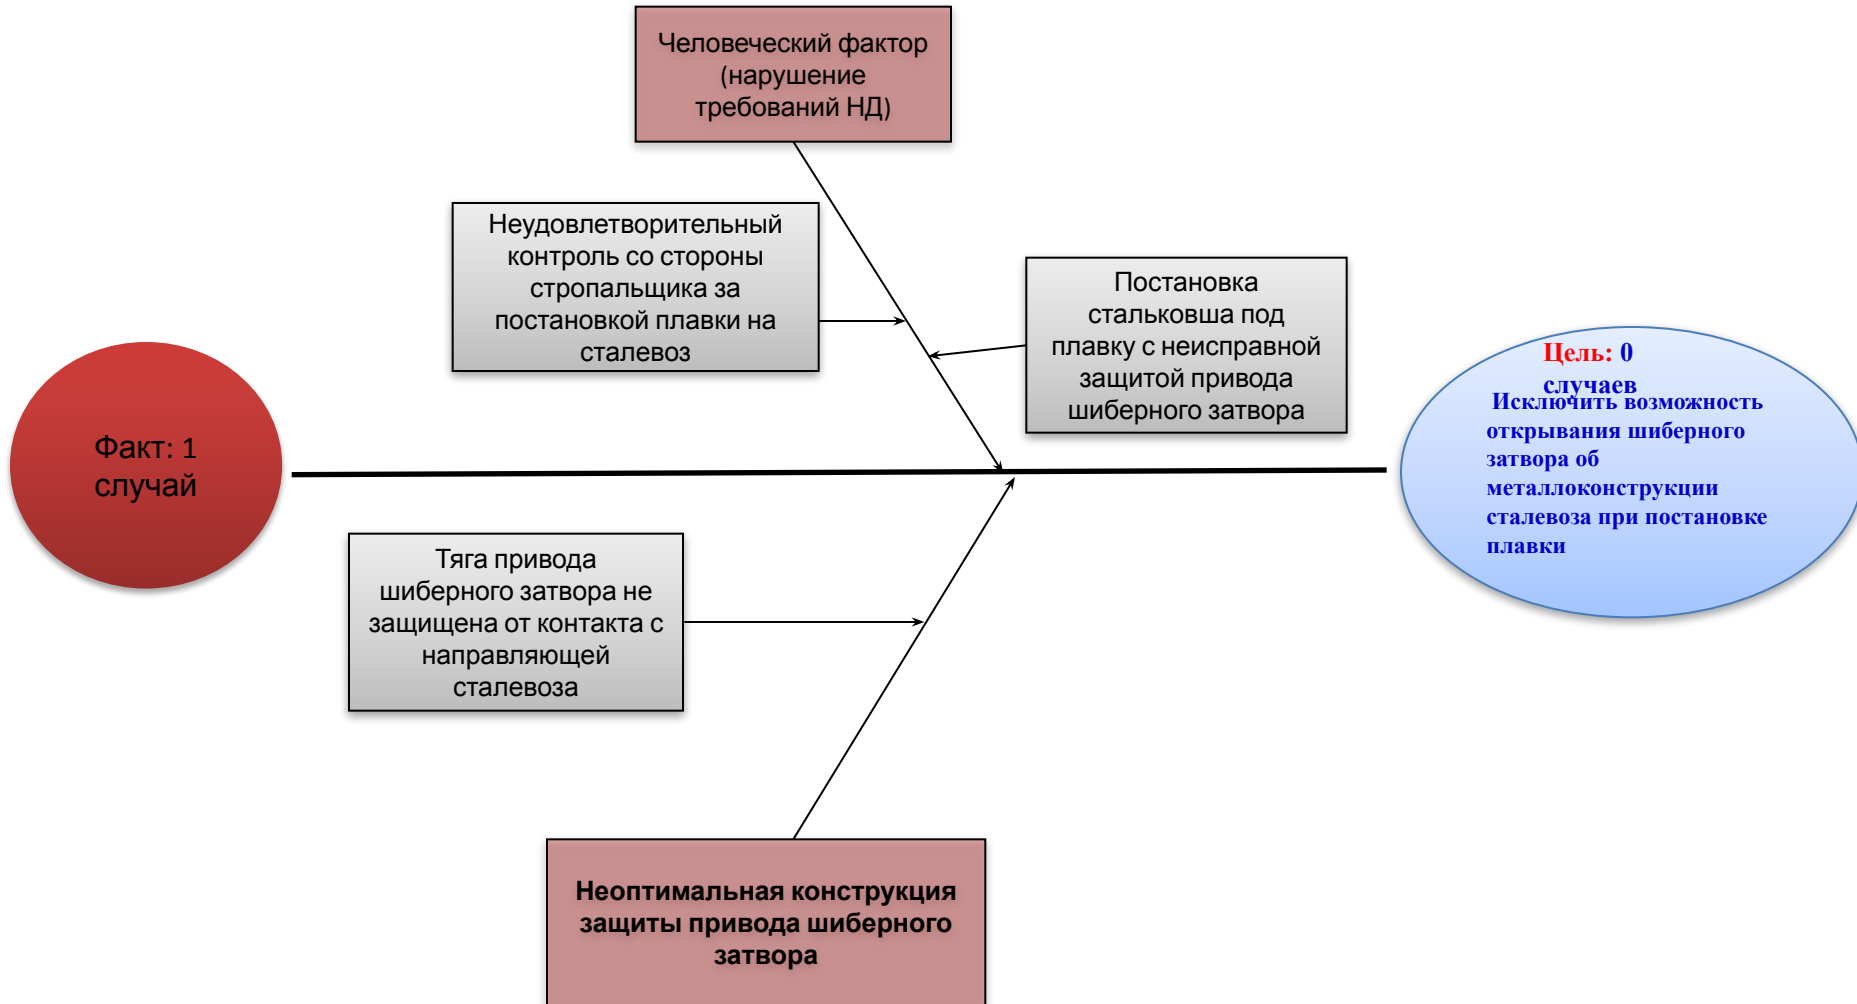 Человеческий фактор
(нарушение
требований НД)
Неудовлетворительный
контроль со стороны
стропальщика за
постановкой плавки на
сталевоз
Постановка
стальковша под
плавку с неисправной
защитой привода
шиберного затвора
Факт: 1
случай
Цель: 0
случаев
Исключить возможность
открывания шиберного
затвора об
металлоконструкции
сталевоза при постановке
плавки
Тяга привода
шиберного затвора не
защищена от контакта с
направляющей
сталевоза
Неоптимальная конструкция
защиты привода шиберного
затвора